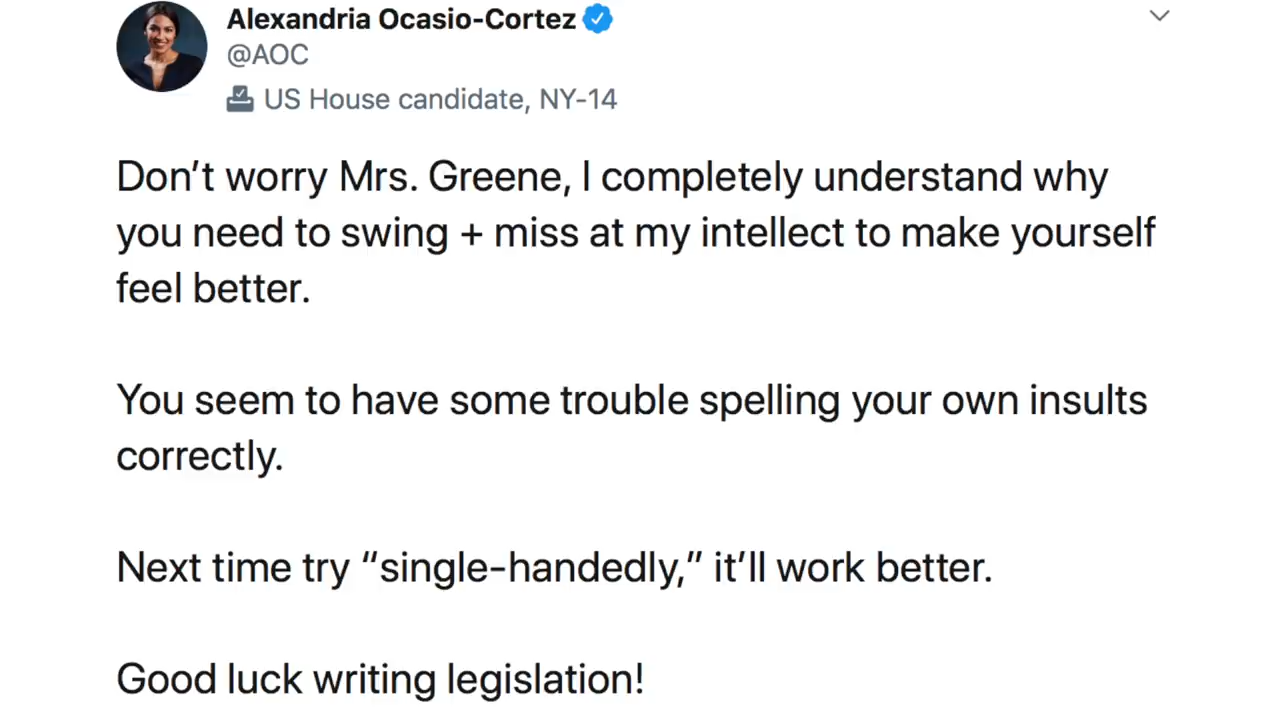 Alexandria Ocasio-Cortez
@AOC
US House candidate, NY-14
Don’t worry Mrs. Greene, I completely understand why
you need to swing + miss at my intellect to make yourself
feel better.
You seem to have some trouble spelling your own insults
correctly.
Next time try “single-handedly,” it’ll work better.
Good luck writing legislation!